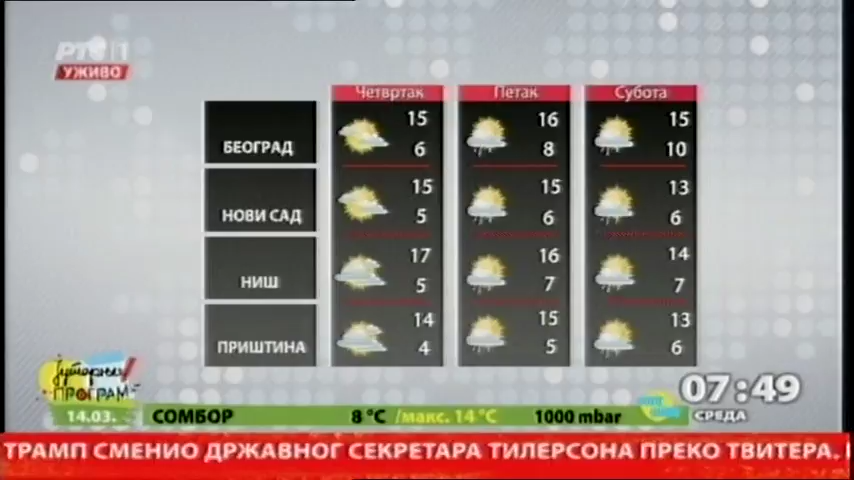 РТС 1
УЖИВО
Четвртак Петак Субота
БЕОГРАД 15 6 16 8 15 10
НОВИ САД 15 5 15 6 13 6
НИШ 17 5 16 7 14 7
ПРИШТИНА 14 4 15 5 13 6
Јутарњи
ПРОГРАМ
14.03. СОМБОР 8 °C /макс. 14 °C 1000 mbar
07:49
СРЕДА
ТРАМП СМЕНИО ДРЖАВНОГ СЕКРЕТАРА ТИЛЕРСОНА ПРЕКО ТВИТЕРА.